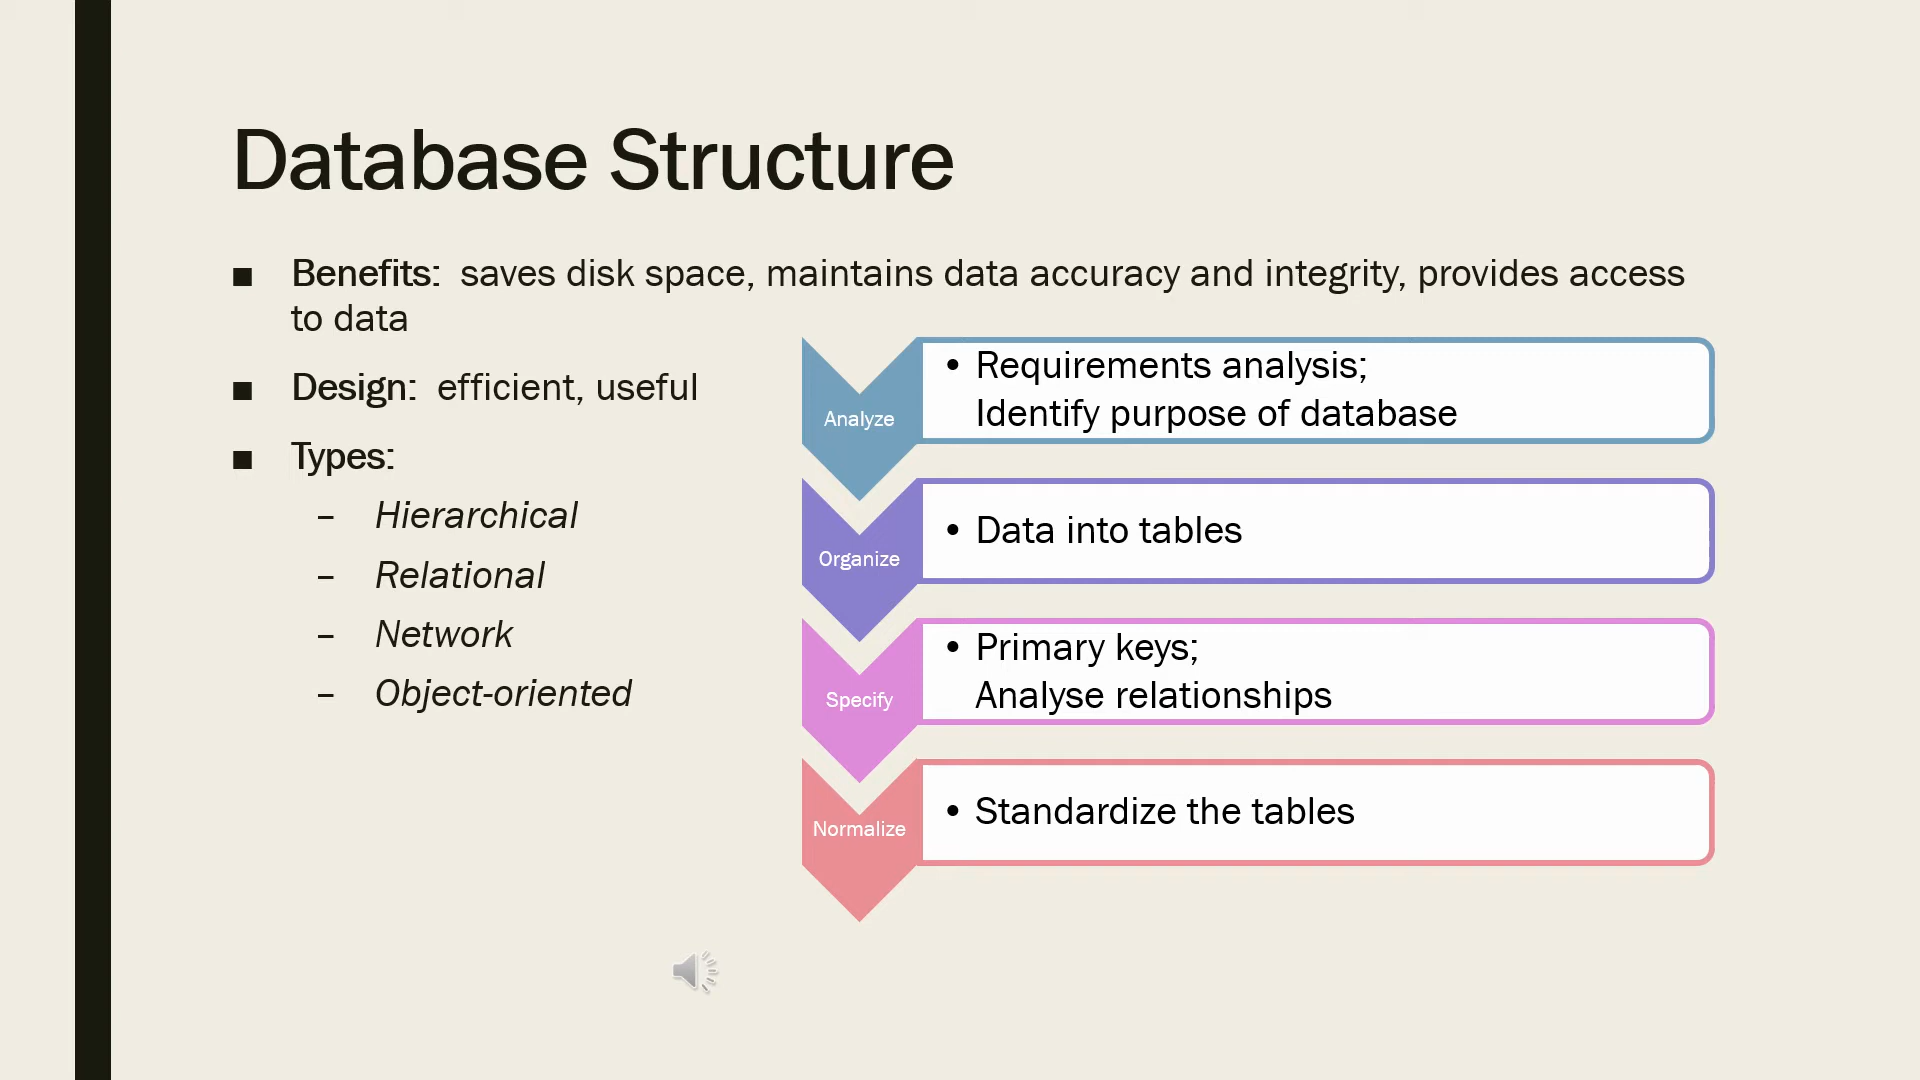 Database Structure
■ Benefits: saves disk space, maintains data accuracy and integrity, provides access
to data
■ Design: efficient, useful
■ Types:
– Hierarchical
– Relational
– Network
– Object-oriented
Analyze
• Requirements analysis;
Identify purpose of database
Organize
• Data into tables
Specify
• Primary keys;
Analyse relationships
Normalize
• Standardize the tables